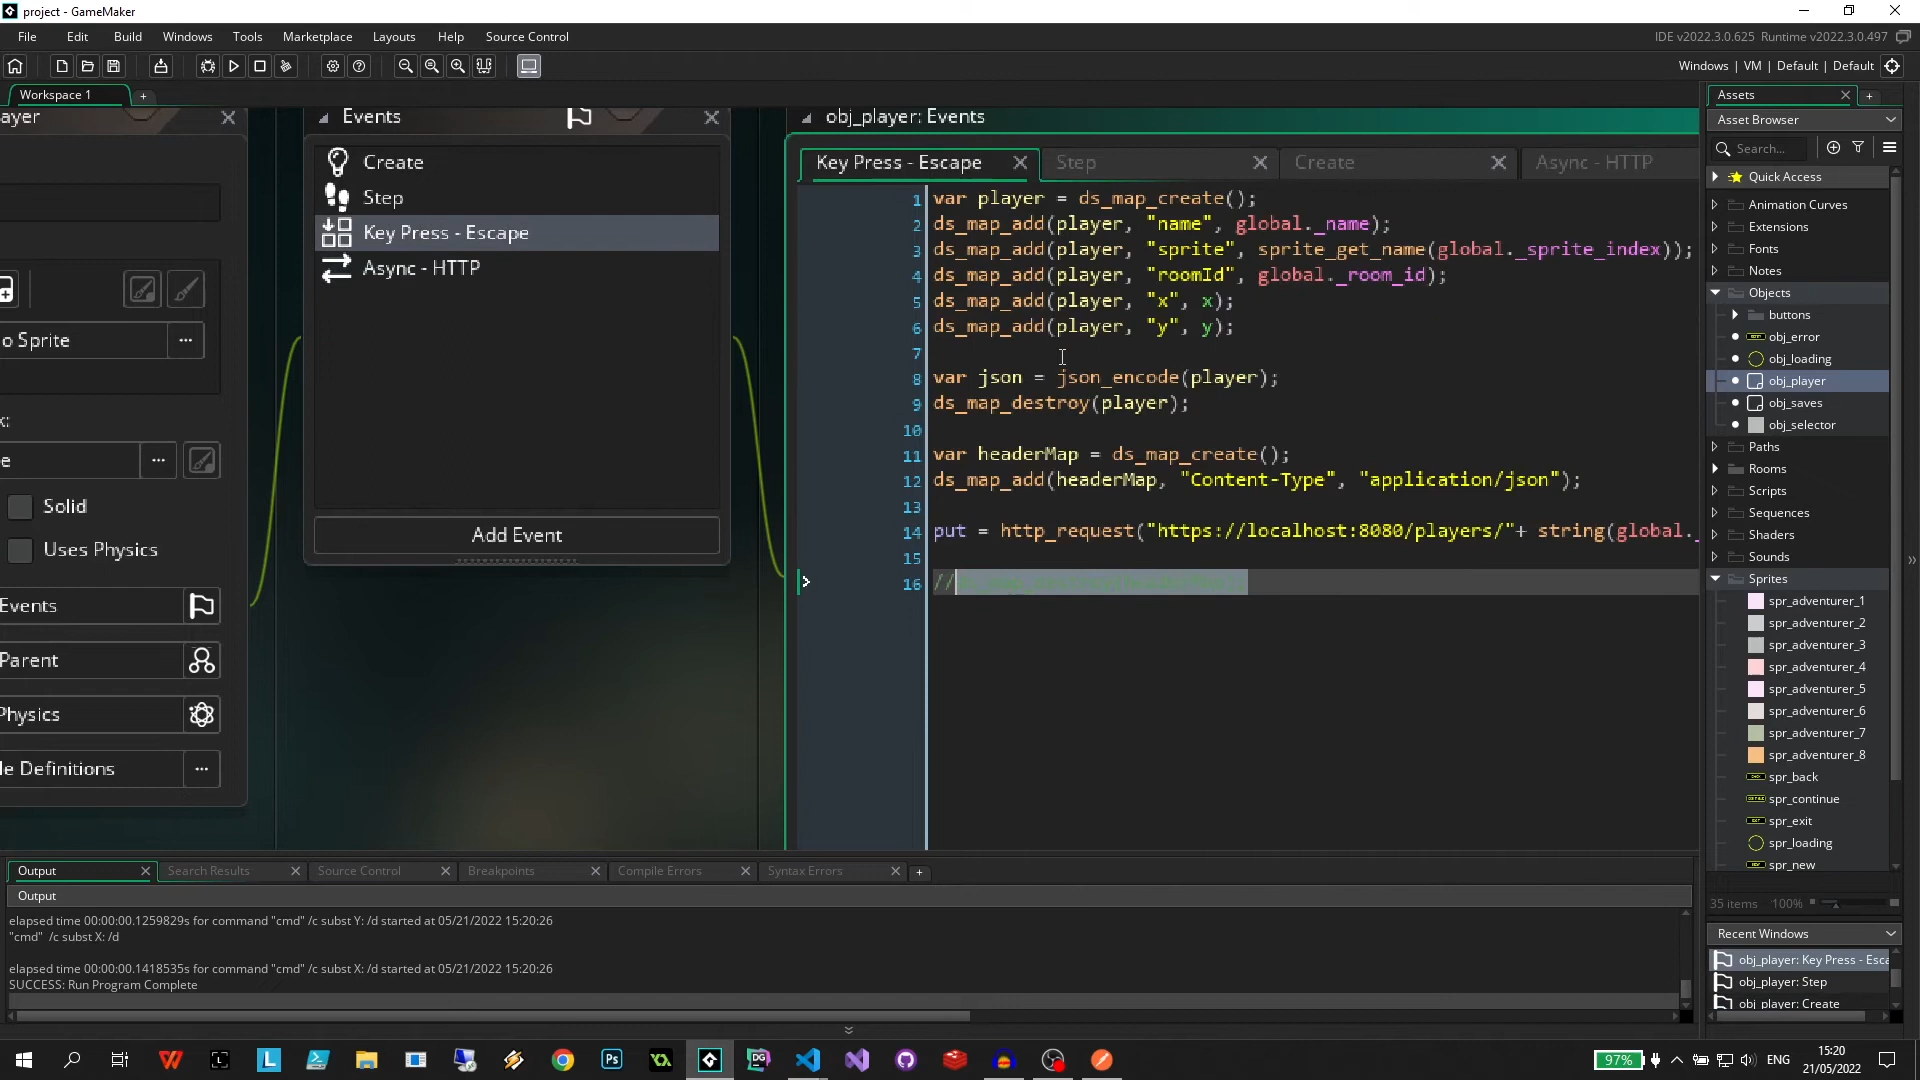 project - GameMaker
File Edit Build Windows Tools Marketplace Layouts Help Source Control
IDE v2022.3.0.625 Runtime v2022.3.0.497
Windows | VM | Default | Default
Workspace 1
ayer
o Sprite
Solid
Uses Physics
Events
Parent
Physics
le Definitions
Events
Create
Step
Key Press - Escape
Async - HTTP
Add Event
obj_player: Events
Key Press - Escape Step Create Async - HTTP
1 var player = ds_map_create();
2 ds_map_add(player, "name", global._name);
3 ds_map_add(player, "sprite", sprite_get_name(global._sprite_index));
4 ds_map_add(player, "roomId", global._room_id);
5 ds_map_add(player, "x", x);
6 ds_map_add(player, "y", y);
7
8 var json = json_encode(player);
9 ds_map_destroy(player);
10
11 var headerMap = ds_map_create();
12 ds_map_add(headerMap, "Content-Type", "application/json");
13
14 put = http_request("https://localhost:8080/players/"+ string(global._
15
16 //
Assets
Asset Browser
Search...
Quick Access
Animation Curves
Extensions
Fonts
Notes
Objects
buttons
obj_error
obj_loading
obj_player
obj_saves
obj_selector
Paths
Rooms
Scripts
Sequences
Shaders
Sounds
Sprites
spr_adventurer_1
spr_adventurer_2
spr_adventurer_3
spr_adventurer_4
spr_adventurer_5
spr_adventurer_6
spr_adventurer_7
spr_adventurer_8
spr_back
spr_continue
spr_exit
spr_loading
spr_new
35 items 100%
Recent Windows
obj_player: Key Press - Esca
obj_player: Step
obj_player: Create
Output Search Results Source Control Breakpoints Compile Errors Syntax Errors
Output
elapsed time 00:00:00.1259829s for command "cmd" /c subst Y: /d started at 05/21/2022 15:20:26
"cmd" /c subst X: /d
elapsed time 00:00:00.1418535s for command "cmd" /c subst X: /d started at 05/21/2022 15:20:26
SUCCESS: Run Program Complete
97%
ENG
15:20
21/05/2022